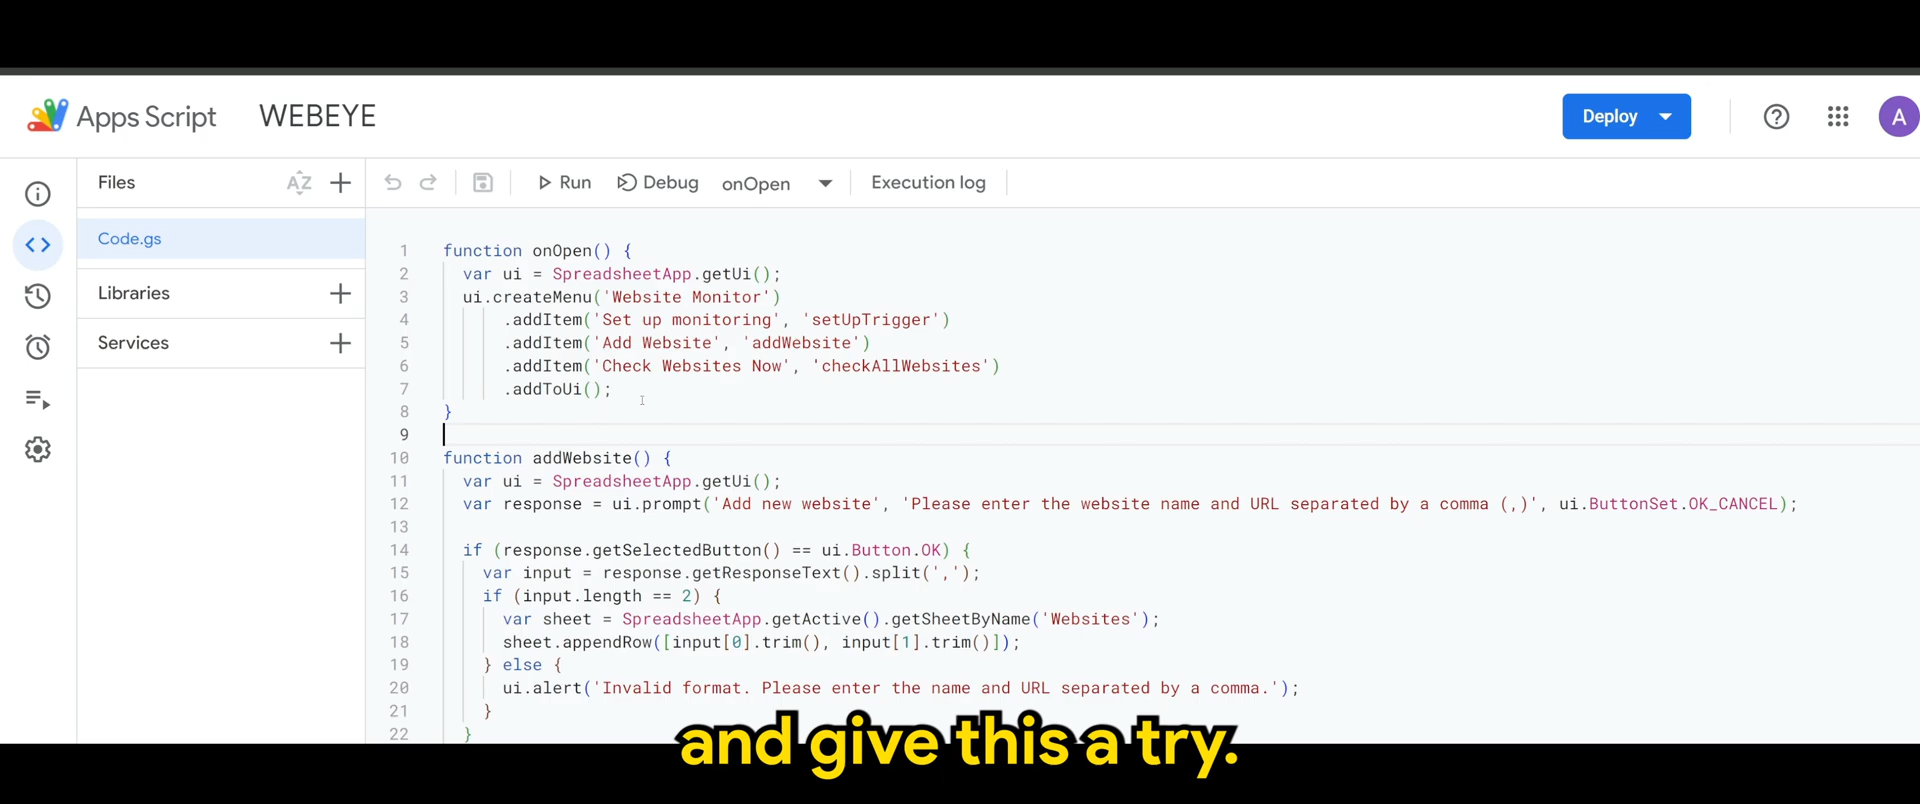 Apps Script WEBEYE Deploy A
Files AZ Run Debug onOpen Execution log
Code.gs
Libraries
Services
1 function onOpen() {
2 var ui = SpreadsheetApp.getUi();
3 ui.createMenu('Website Monitor')
4 .addItem('Set up monitoring', 'setUpTrigger')
5 .addItem('Add Website', 'addWebsite')
6 .addItem('Check Websites Now', 'checkAllWebsites')
7 .addToUi();
8 }
9
10 function addWebsite() {
11 var ui = SpreadsheetApp.getUi();
12 var response = ui.prompt('Add new website', 'Please enter the website name and URL separated by a comma (,)', ui.ButtonSet.OK_CANCEL);
13
14 if (response.getSelectedButton() == ui.Button.OK) {
15 var input = response.getResponseText().split(',');
16 if (input.length == 2) {
17 var sheet = SpreadsheetApp.getActive().getSheetByName('Websites');
18 sheet.appendRow([input[0].trim(), input[1].trim()]);
19 } else {
20 ui.alert('Invalid format. Please enter the name and URL separated by a comma.');
21 }
22 }
and give this a try.